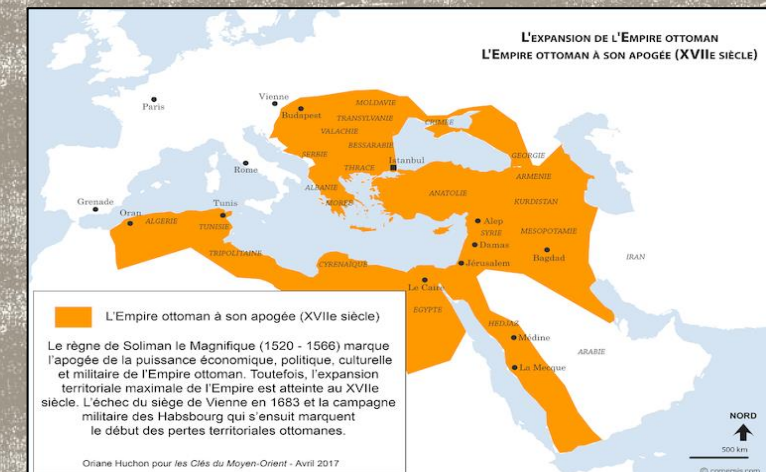 L'EXPANSION DE L'EMPIRE OTTOMAN
L'EMPIRE OTTOMAN À SON APOGÉE (XVIIE SIÈCLE)
Paris
Vienne
Budapest
MOLDAVIE
TRANSYLVANIE
CRIMÉE
VALACHIE
BESSARABIE
SERBIE
GEORGIE
Istanbul
THRACE
Rome
ARMENIE
ALBANIE
ANATOLIE
KURDISTAN
MORÉE
Grenade
Tunis
Oran
ALGERIE
TUNISIE
Alep
SYRIE
MESOPOTAMIE
Damas
Bagdad
IRAN
TRIPOLITAINE
CYRENAÏQUE
Jérusalem
Le Caire
EGYPTE
HEDJAZ
Médine
ARABIE
La Mecque
L'Empire ottoman à son apogée (XVIIe siècle)
Le règne de Soliman le Magnifique (1520 - 1566) marque
l'apogée de la puissance économique, politique, culturelle
et militaire de l'Empire ottoman. Toutefois, l'expansion
territoriale maximale de l'Empire est atteinte au XVIIe
siècle. L'échec du siège de Vienne en 1683 et la campagne
militaire des Habsbourg qui s'ensuit marquent
le début des pertes territoriales ottomanes.
Oriane Huchon pour les Clés du Moyen-Orient - Avril 2017
NORD
500 km